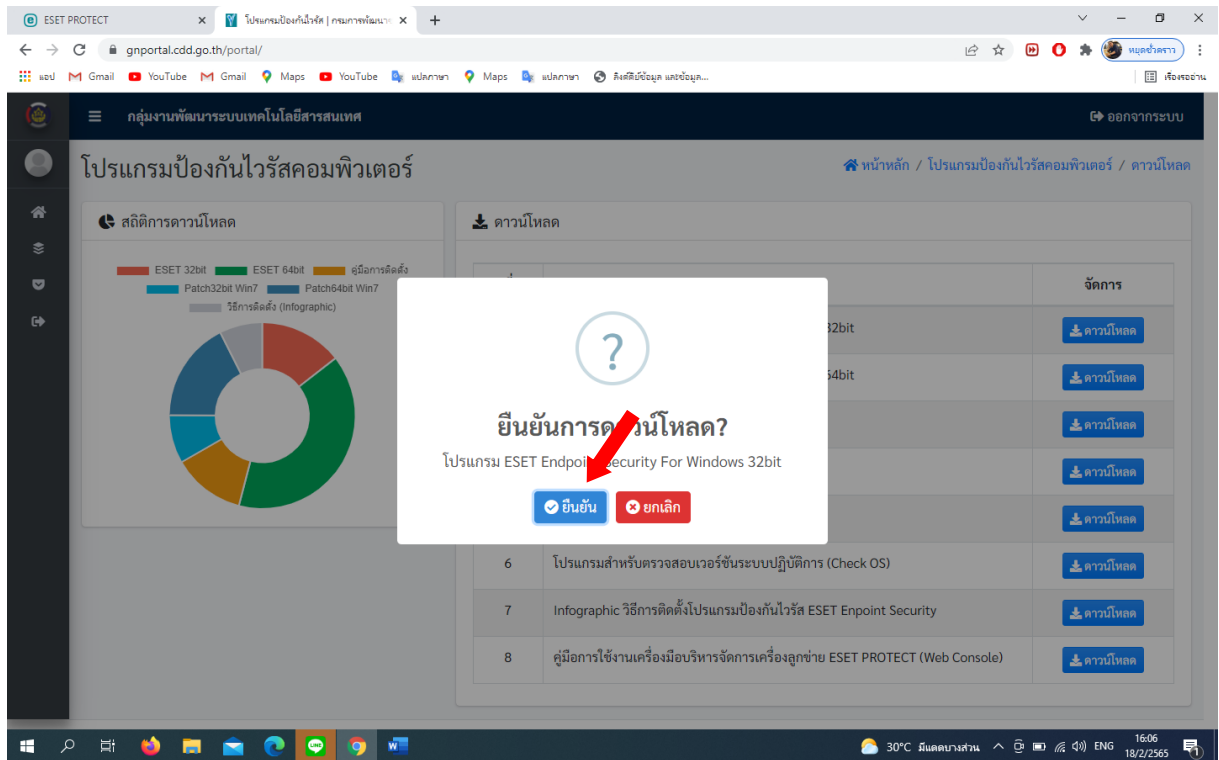 ESET PROTECT
โปรแกรมป้องกันไวรัส | กรมการพัฒนา
gnportal.cdd.go.th/portal/
หยุดชั่วคราว
แอป
Gmail
YouTube
Gmail
Maps
YouTube
แปลภาษา
Maps
แปลภาษา
ลิงค์ดึงข้อมูล และข้อมูล...
เรื่องรออ่าน
กลุ่มงานพัฒนาระบบเทคโนโลยีสารสนเทศ
ออกจากระบบ
โปรแกรมป้องกันไวรัสคอมพิวเตอร์
หน้าหลัก / โปรแกรมป้องกันไวรัสคอมพิวเตอร์ / ดาวน์โหลด
สถิติการดาวน์โหลด
ดาวน์โหลด
ESET 32bit
ESET 64bit
คู่มือการติดตั้ง
Patch32bit Win7
Patch64bit Win7
วิธีการติดตั้ง (Infographic)
จัดการ
32bit
ดาวน์โหลด
64bit
ดาวน์โหลด
ดาวน์โหลด
ดาวน์โหลด
ดาวน์โหลด
?
ยืนยันการดาวน์โหลด?
โปรแกรม ESET Endpoint Security For Windows 32bit
ยืนยัน
ยกเลิก
6 โปรแกรมสำหรับตรวจสอบเวอร์ชันระบบปฏิบัติการ (Check OS) ดาวน์โหลด
7 Infographic วิธีการติดตั้งโปรแกรมป้องกันไวรัส ESET Enpoint Security ดาวน์โหลด
8 คู่มือการใช้งานเครื่องมือบริหารจัดการเครื่องลูกข่าย ESET PROTECT (Web Console) ดาวน์โหลด
30°C มีแดดบางส่วน
ENG
16:06
18/2/2565